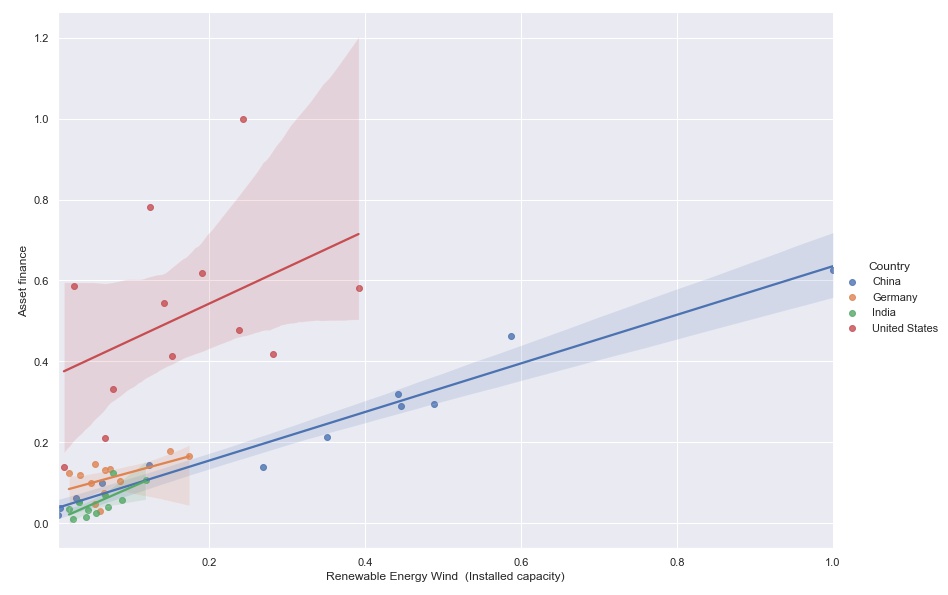 1.2
1.0
0.8
0.6
0.4
0.2
0.0
Asset finance
0.2
0.4
0.6
0.8
1.0
Renewable Energy Wind  (Installed capacity)
Country
China
Germany
India
United States